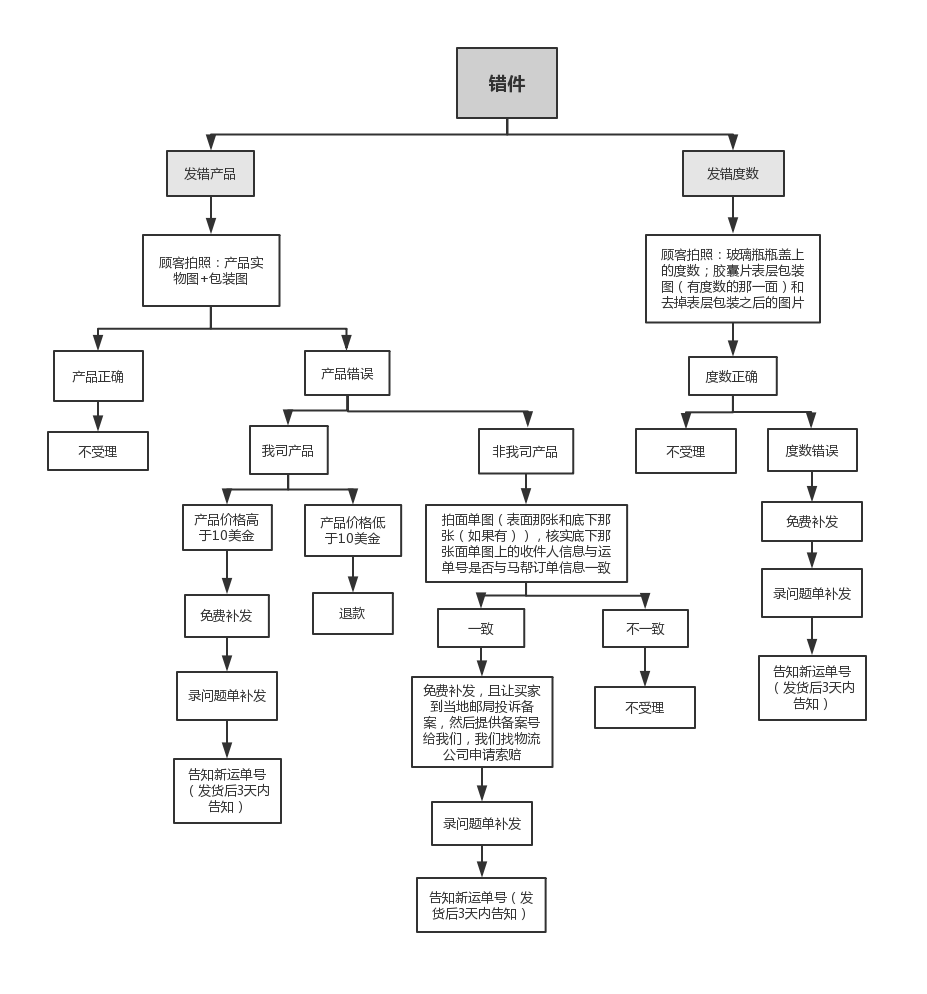 错件
发错产品
发错度数
顾客拍照：产品实
物图+包装图
顾客拍照：玻璃瓶瓶盖上
的度数；胶囊片表层包装
图（有度数的那一面）和
去掉表层包装之后的图片
产品正确
产品错误
度数正确
不受理
我司产品
非我司产品
不受理
度数错误
产品价格高
于10美金
产品价格低
于10美金
拍面单图（表面那张和底下那
张（如果有）），核实底下那
张面单图上的收件人信息与运
单号是否与马帮订单信息一致
免费补发
免费补发
退款
一致
不一致
录问题单补发
录问题单补发
免费补发，且让买家
到当地邮局投诉备
案，然后提供备案号
给我们，我们找物流
公司申请索赔
不受理
告知新运单号
（发货后3天内
告知）
告知新运单号
（发货后3天内
告知）
录问题单补发
告知新运单号（发
货后3天内告知）